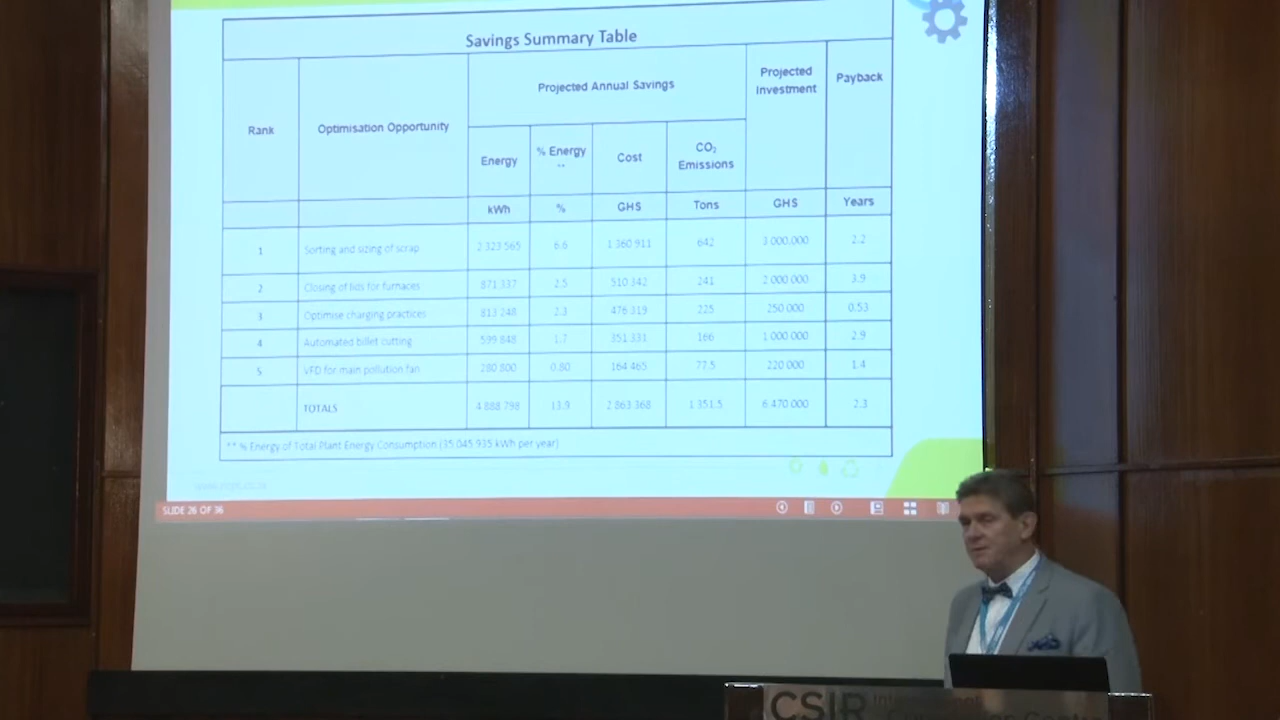 Savings Summary Table
Rank Optimisation Opportunity Projected Annual Savings Projected Investment Payback
Energy % Energy ** Cost CO₂ Emissions
kWh % GHS Tons GHS Years
1 Sorting and sizing of scrap 2 323 565 6.6 1 360 911 642 3 000,000 2.2
2 Closing of lids for furnaces 871 337 2.5 510 342 241 2 000 000 3.9
3 Optimise charging practices 813 248 2.3 476 319 225 250 000 0.53
4 Automated billet cutting 599 848 1.7 351 331 166 1 000 000 2.9
5 VFD for main pollution fan 280 800 0.80 164 465 77.5 220 000 1.4
TOTALS 4 888 798 13.9 2 863 368 1 351.5 6 470 000 2.3
** % Energy of Total Plant Energy Consumption (35 045 935 kWh per year)
SLIDE 26 OF 36
CSIR International
Convention Centre